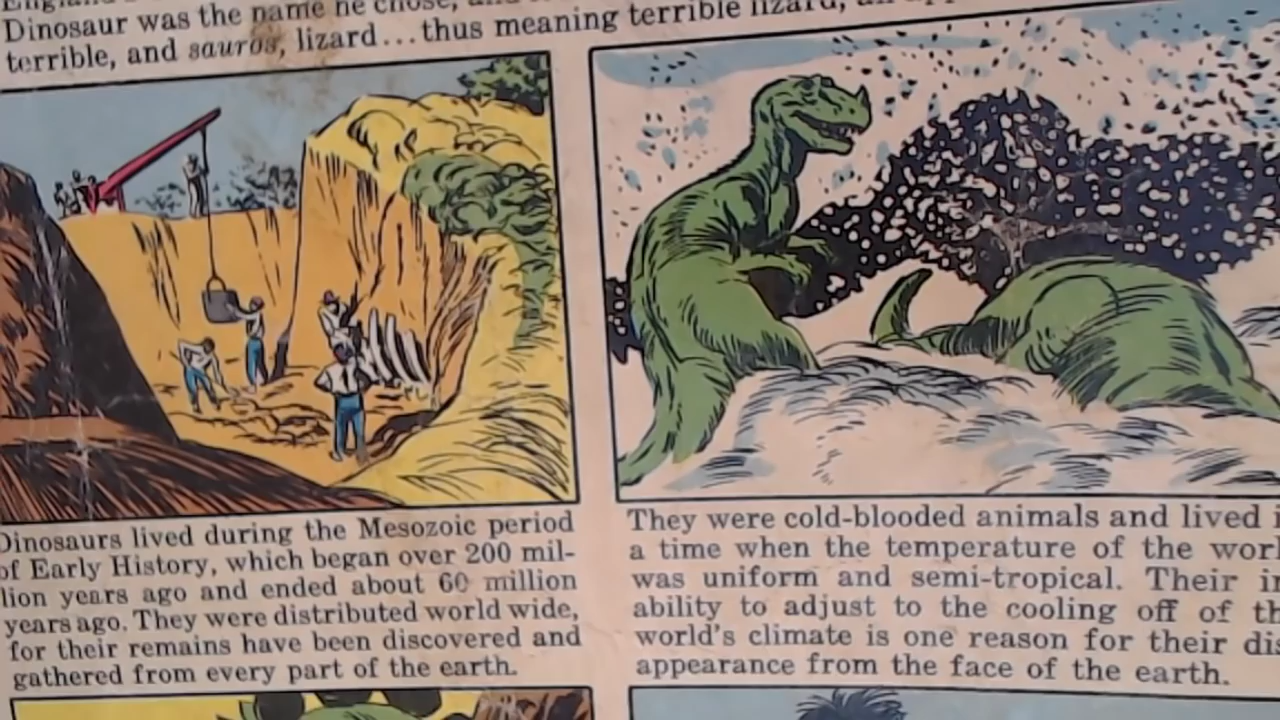 Dinosaur was the name he chose,
terrible, and sauros, lizard...thus meaning terrible lizard,
Dinosaurs lived during the Mesozoic period
of Early History, which began over 200 mil-
lion years ago and ended about 60 million
years ago. They were distributed world wide,
for their remains have been discovered and
gathered from every part of the earth.
They were cold-blooded animals and lived
a time when the temperature of the
was uniform and semi-tropical. Their
ability to adjust to the cooling off of
world's climate is one reason for their
appearance from the face of the earth.